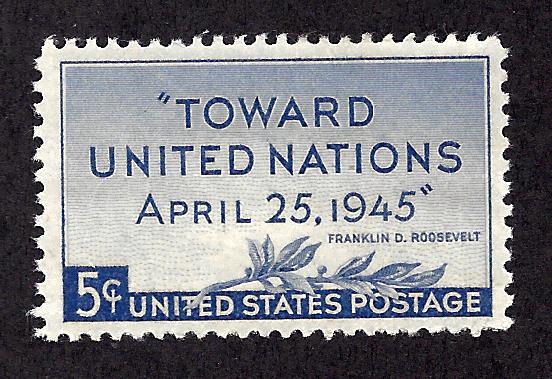 "TOWARD
UNITED NATIONS
APRIL 25, 1945"
FRANKLIN D. ROOSEVELT
5¢ UNITED STATES POSTAGE